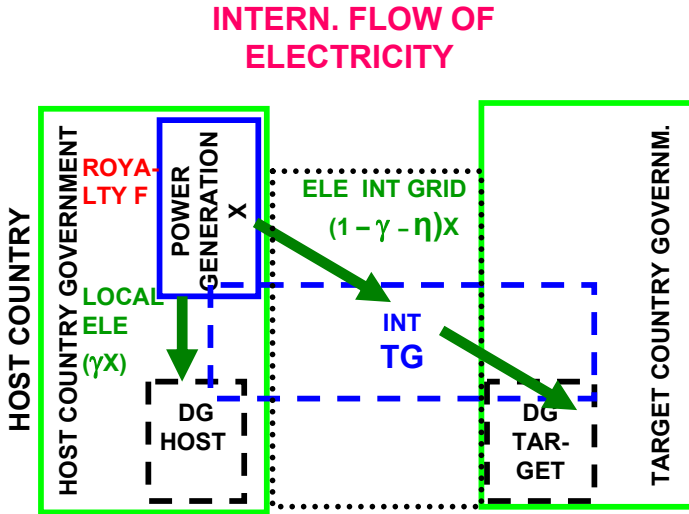 INTERN. FLOW OF
ELECTRICITY
HOST COUNTRY
HOST COUNTRY GOVERNMENT
ROYA-
LTY F
POWER
GENERATION
X
ELE INT GRID
(1 – γ – η)X
LOCAL
ELE
(γX)
INT
TG
DG
HOST
DG
TAR-
GET
TARGET COUNTRY GOVERNM.